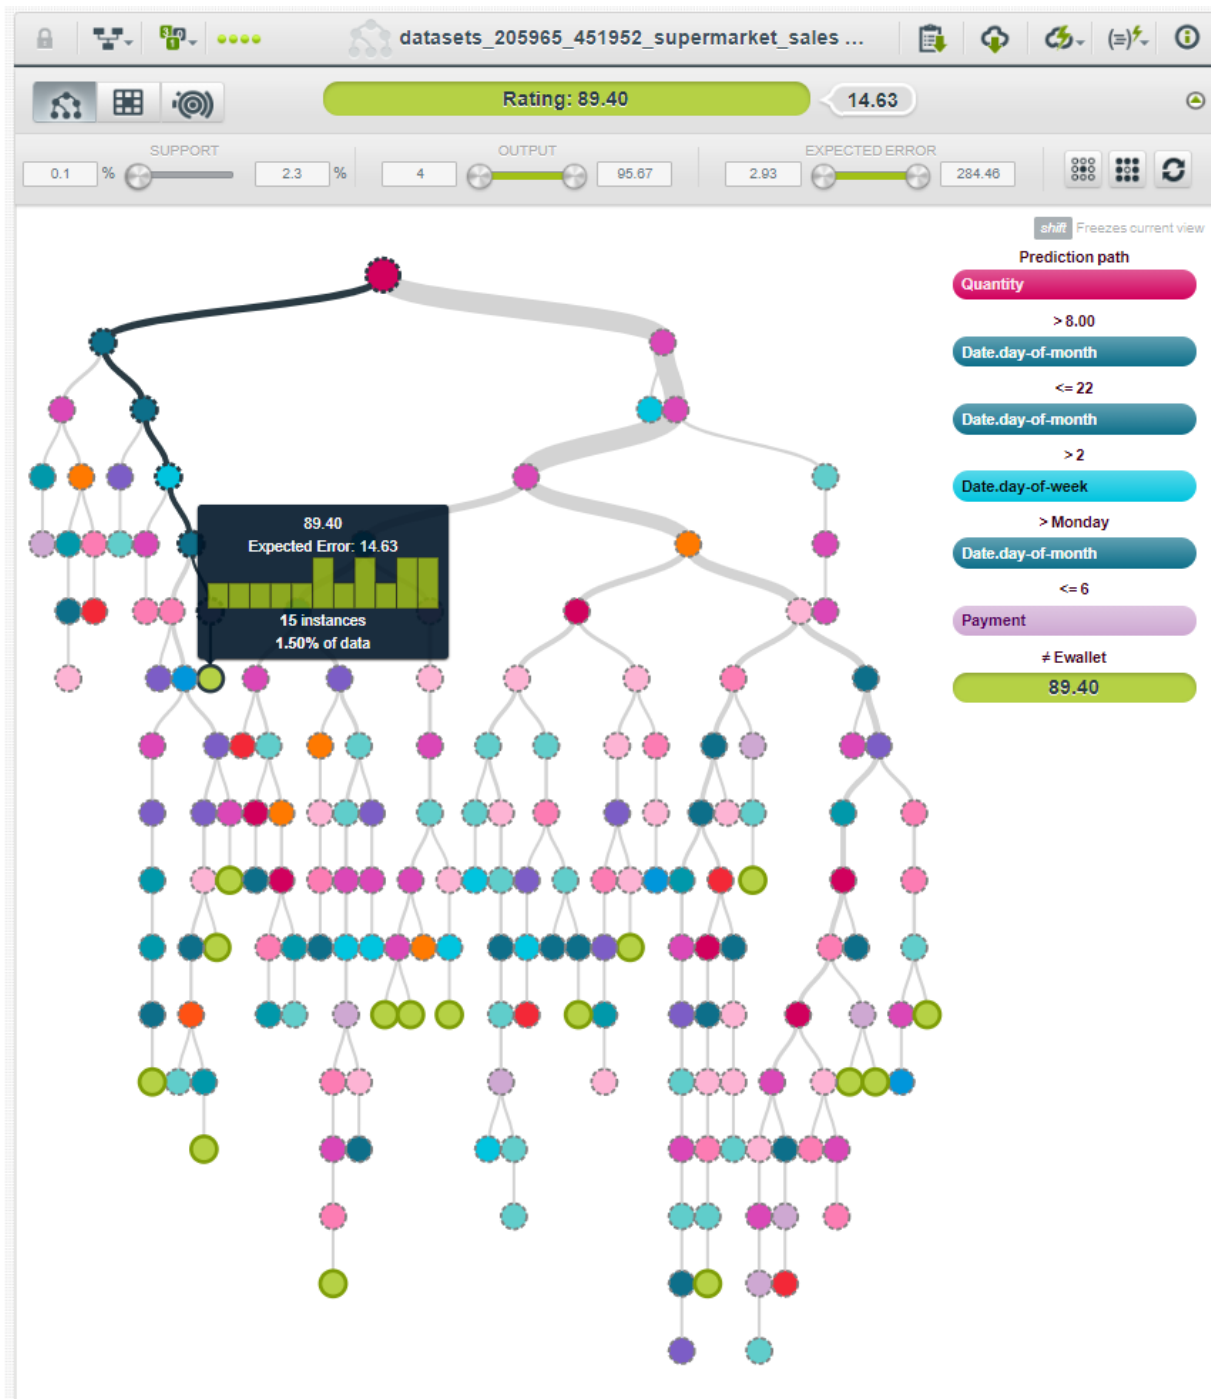 datasets_205965_451952_supermarket_sales ...
Rating: 89.40
14.63
SUPPORT
OUTPUT
EXPECTED ERROR
0.1 %
2.3 %
4
95.67
2.93
284.46
shift Freezes current view
Prediction path
Quantity
> 8.00
Date.day-of-month
<= 22
Date.day-of-month
> 2
Date.day-of-week
> Monday
Date.day-of-month
<= 6
Payment
≠ Ewallet
89.40
89.40
Expected Error: 14.63
15 instances
1.50% of data